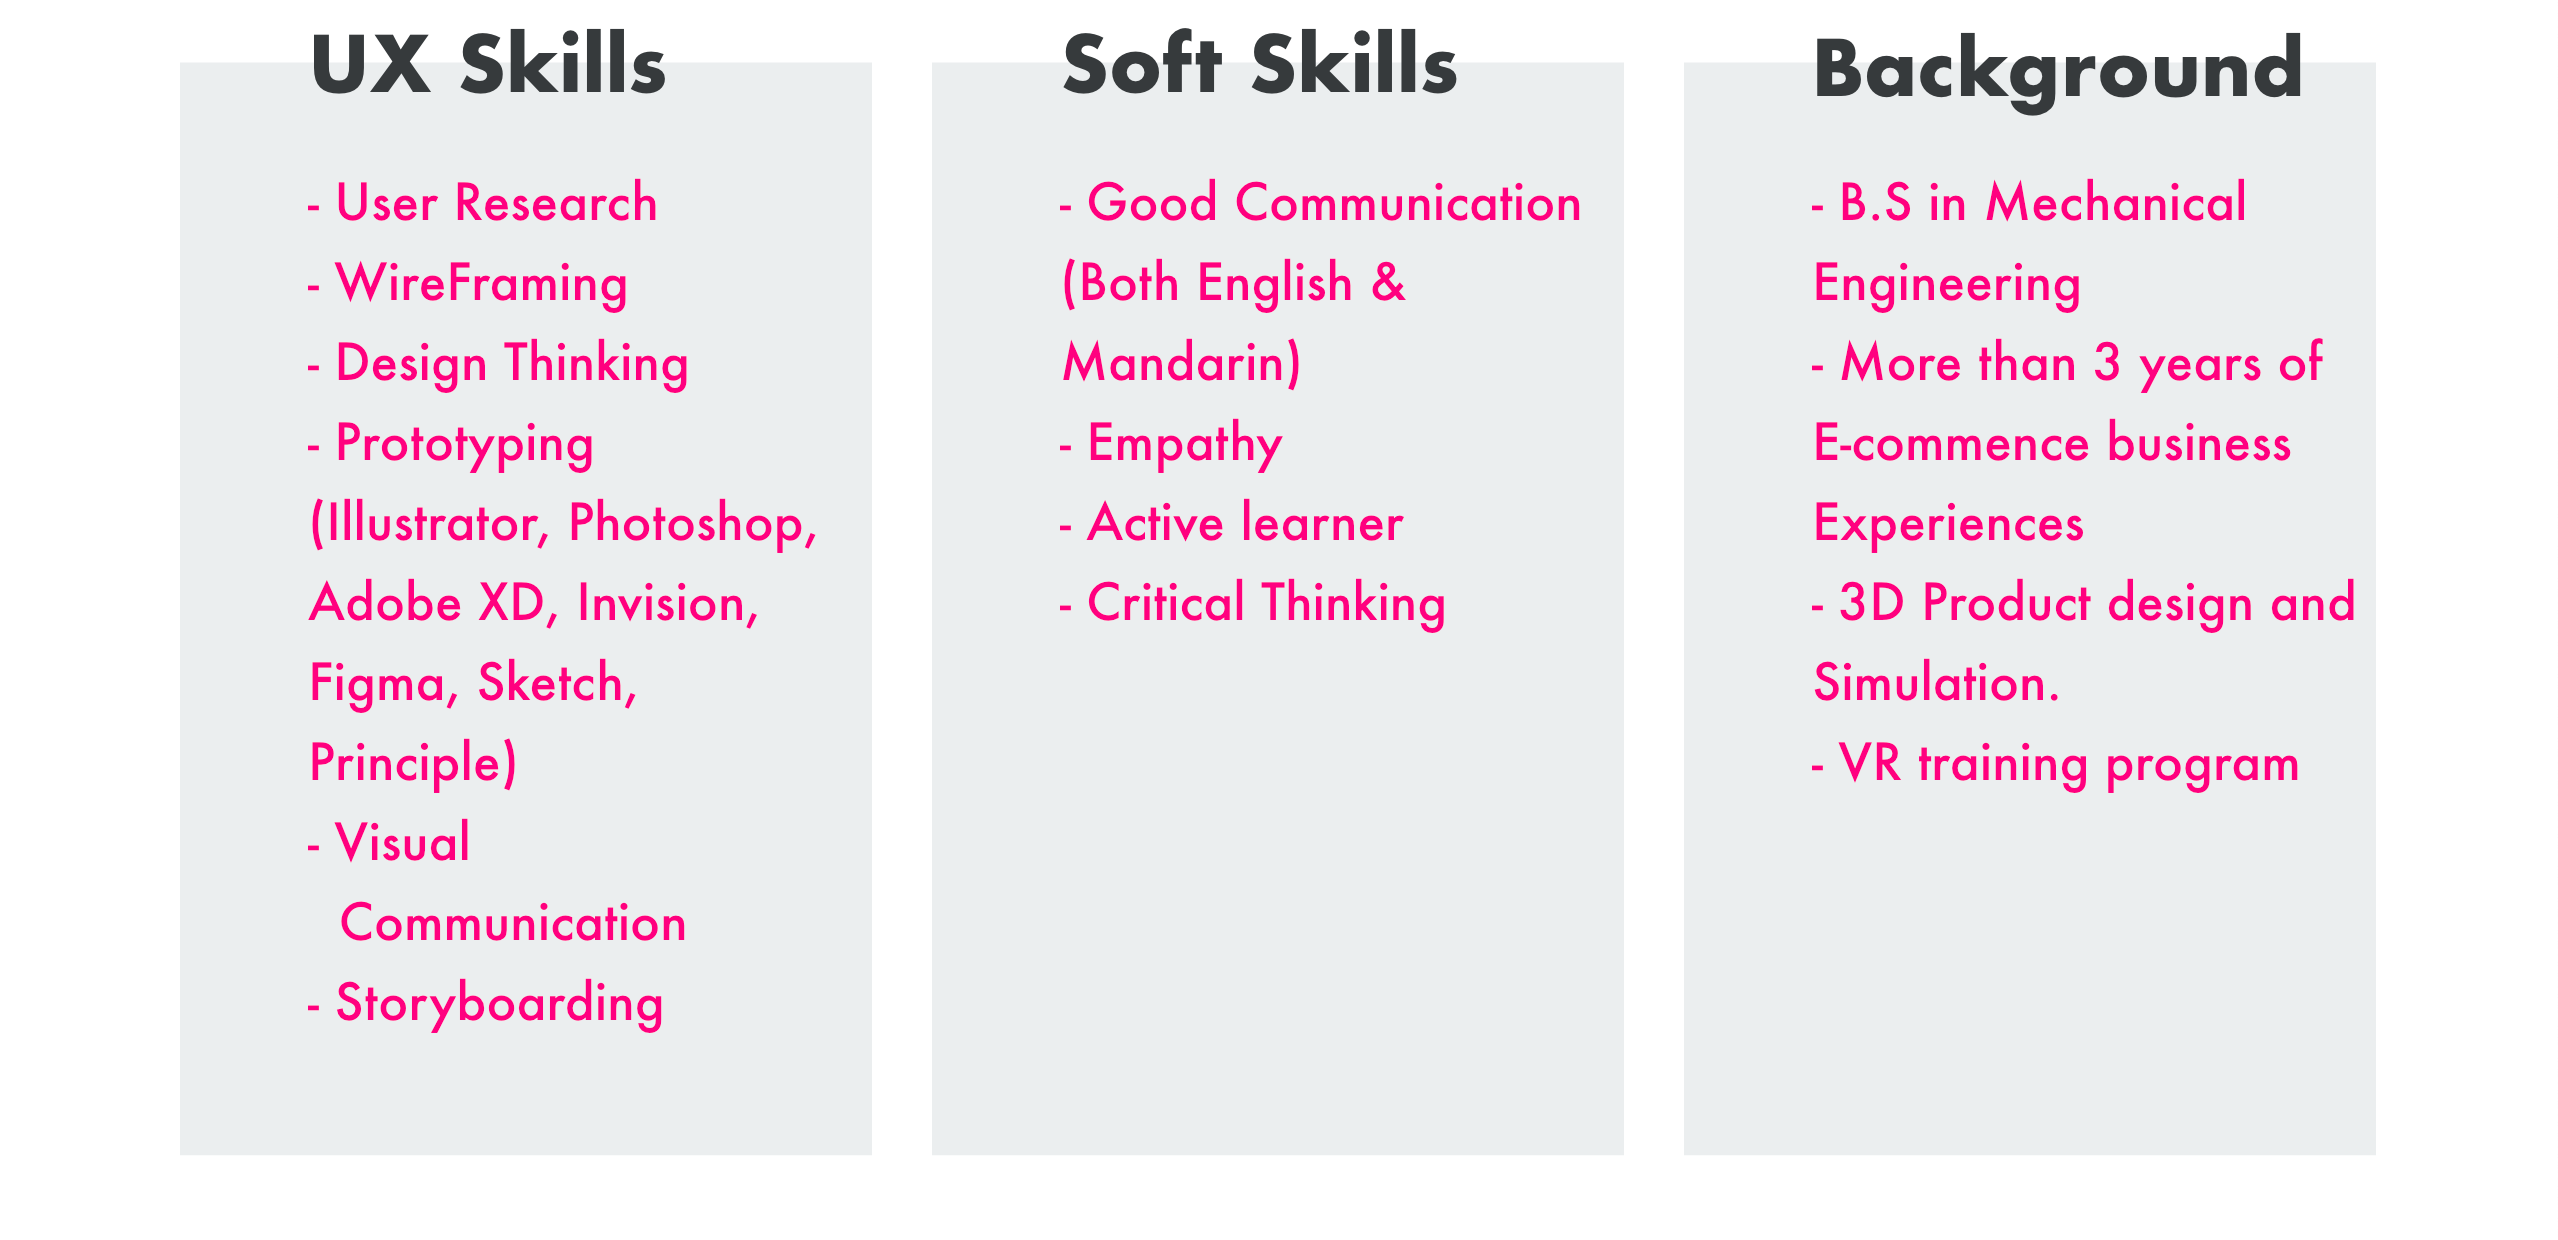 UX Skills
- User Research
- WireFraming
- Design Thinking
- Prototyping
(Illustrator, Photoshop,
Adobe XD, Invision,
Figma, Sketch,
Principle)
- Visual
Communication
- Storyboarding
Soft Skills
- Good Communication
(Both English &
Mandarin)
- Empathy
- Active learner
- Critical Thinking
Background
- B.S in Mechanical
Engineering
- More than 3 years of
E-commence business
Experiences
- 3D Product design and
Simulation.
- VR training program